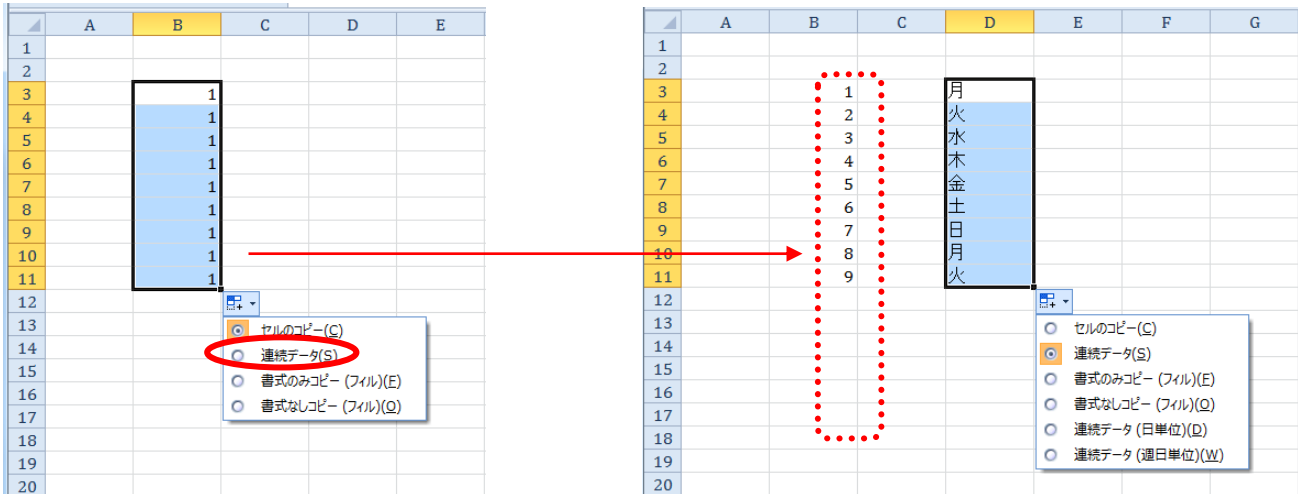 A B C D E
1
2
3 1
4 1
5 1
6 1
7 1
8 1
9 1
10 1
11 1
12
13
14
15
16
17
18
19
20
セルのコピー(C)
連続データ(S)
書式のみコピー (フィル)(F)
書式なしコピー (フィル)(O)
A B C D E F G
1
2
3 1 月
4 2 火
5 3 水
6 4 木
7 5 金
8 6 土
9 7 日
10 8 月
11 9 火
12
13
14
15
16
17
18
19
20
セルのコピー(C)
連続データ(S)
書式のみコピー (フィル)(F)
書式なしコピー (フィル)(O)
連続データ (日単位)(D)
連続データ (週日単位)(W)